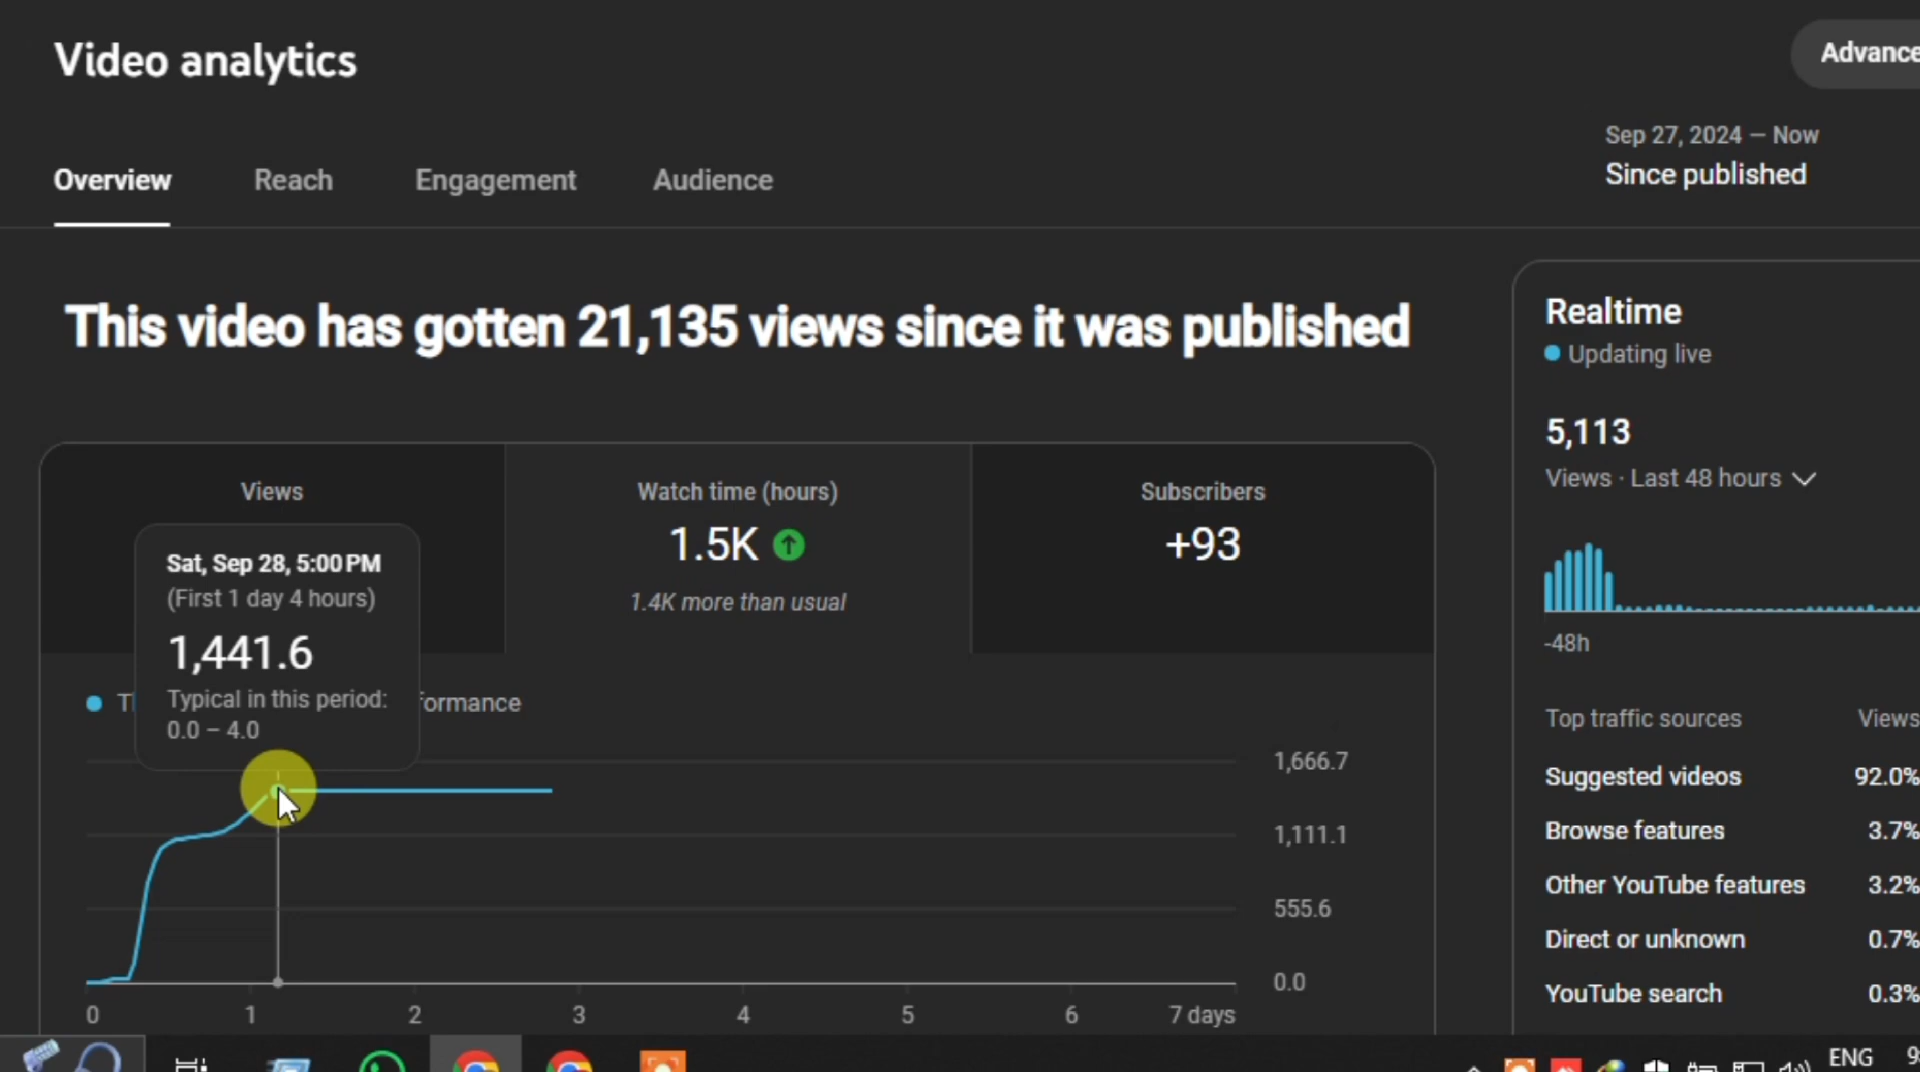 Video analytics
Advance
Sep 27, 2024 – Now
Since published
Overview
Reach
Engagement
Audience
This video has gotten 21,135 views since it was published
Realtime
Updating live
5,113
Views · Last 48 hours
-48h
Views
Watch time (hours)
1.5K
1.4K more than usual
Subscribers
+93
Sat, Sep 28, 5:00 PM
(First 1 day 4 hours)
1,441.6
Typical in this period:
0.0 – 4.0
formance
1,666.7
1,111.1
555.6
0.0
0 1 2 3 4 5 6 7 days
Top traffic sources Views
Suggested videos 92.0%
Browse features 3.7%
Other YouTube features 3.2%
Direct or unknown 0.7%
YouTube search 0.3%
ENG